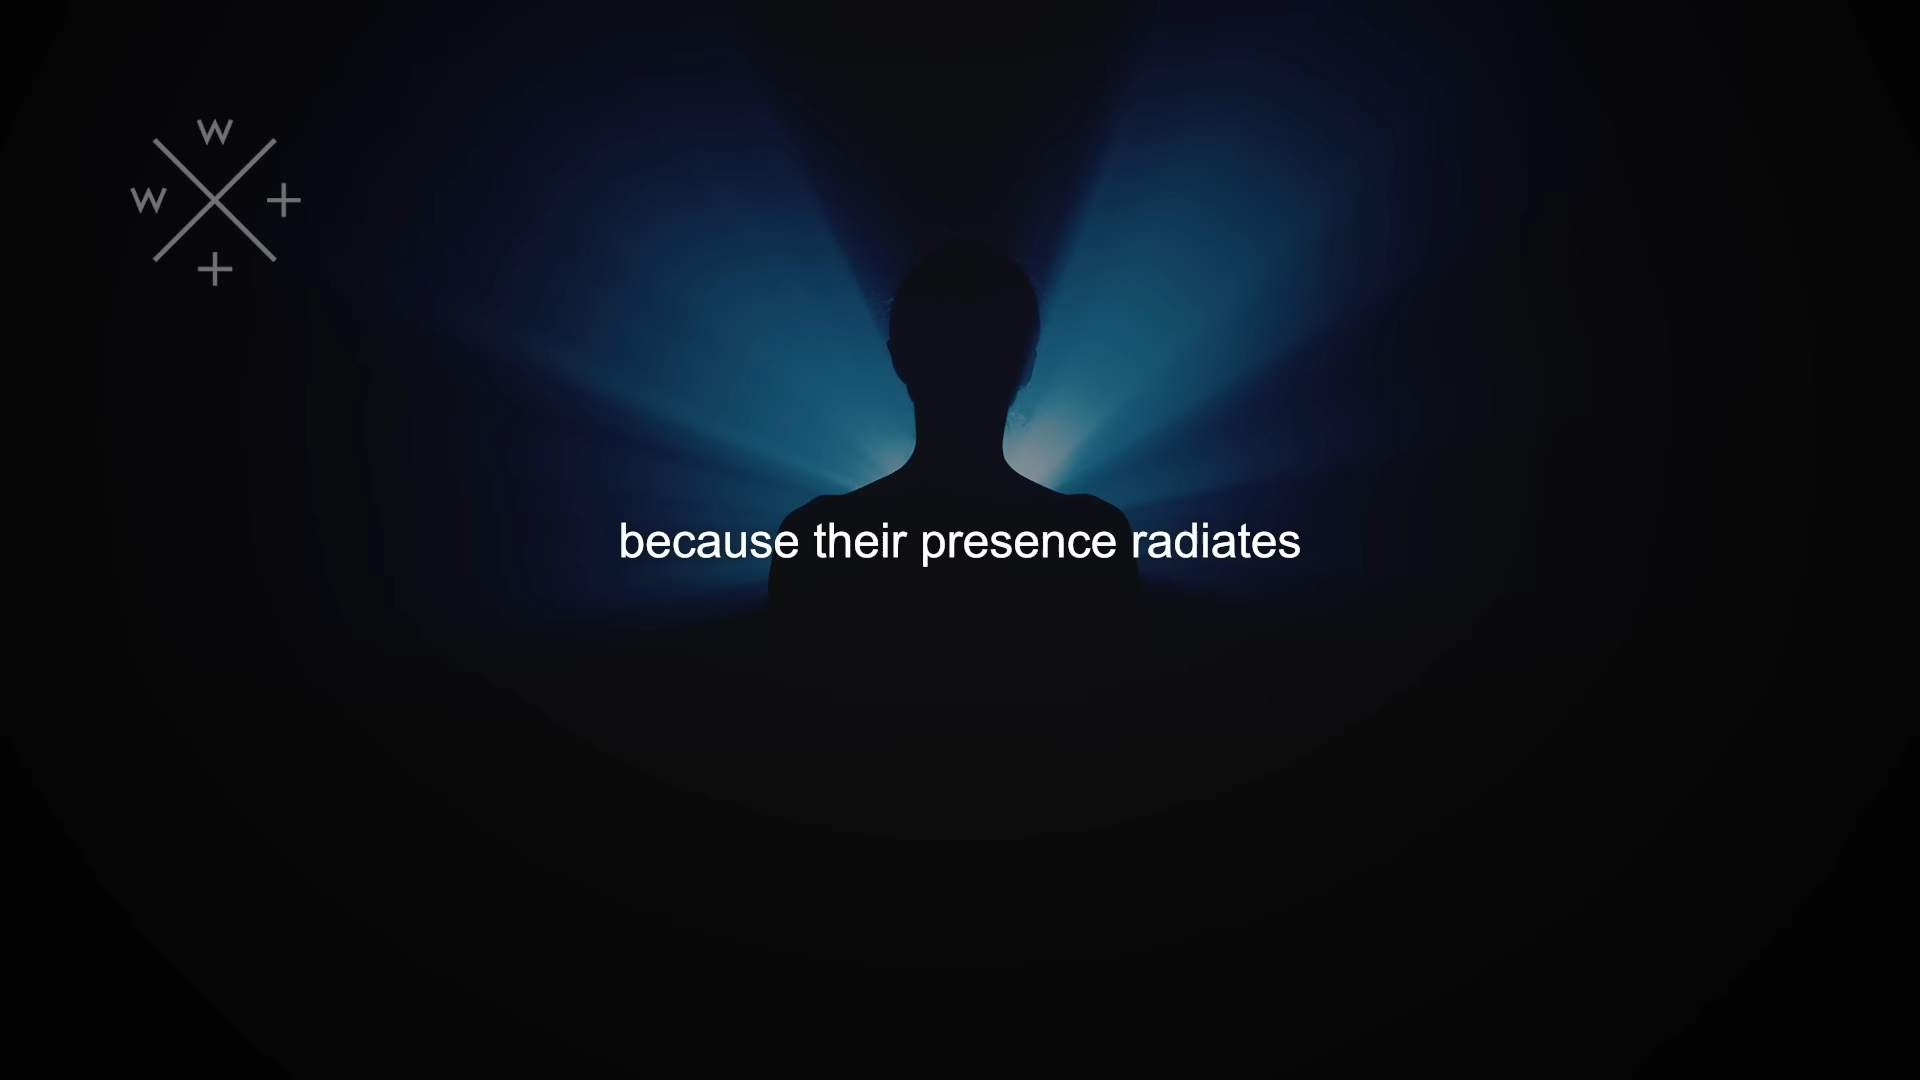 W
W +
+
because their presence radiates